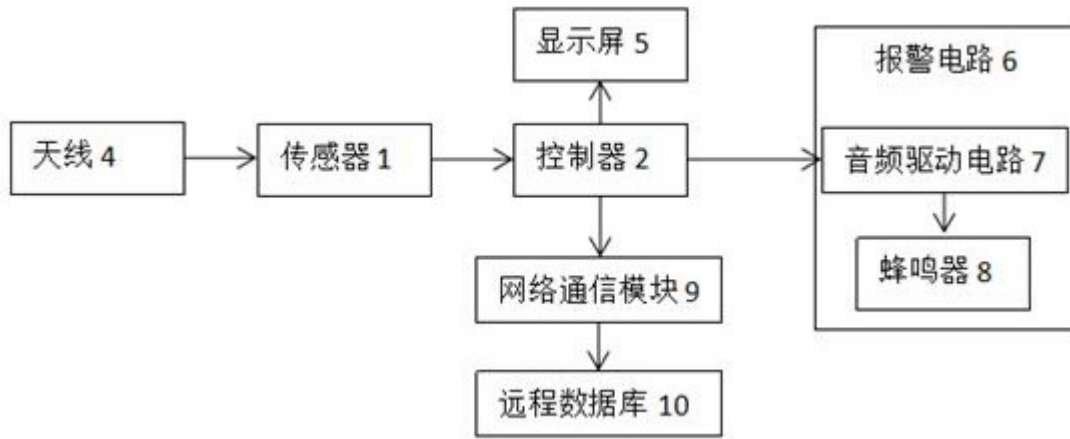 显示屏 5
报警电路 6
天线 4
传感器 1
控制器 2
音频驱动电路 7
蜂鸣器 8
网络通信模块 9
远程数据库 10